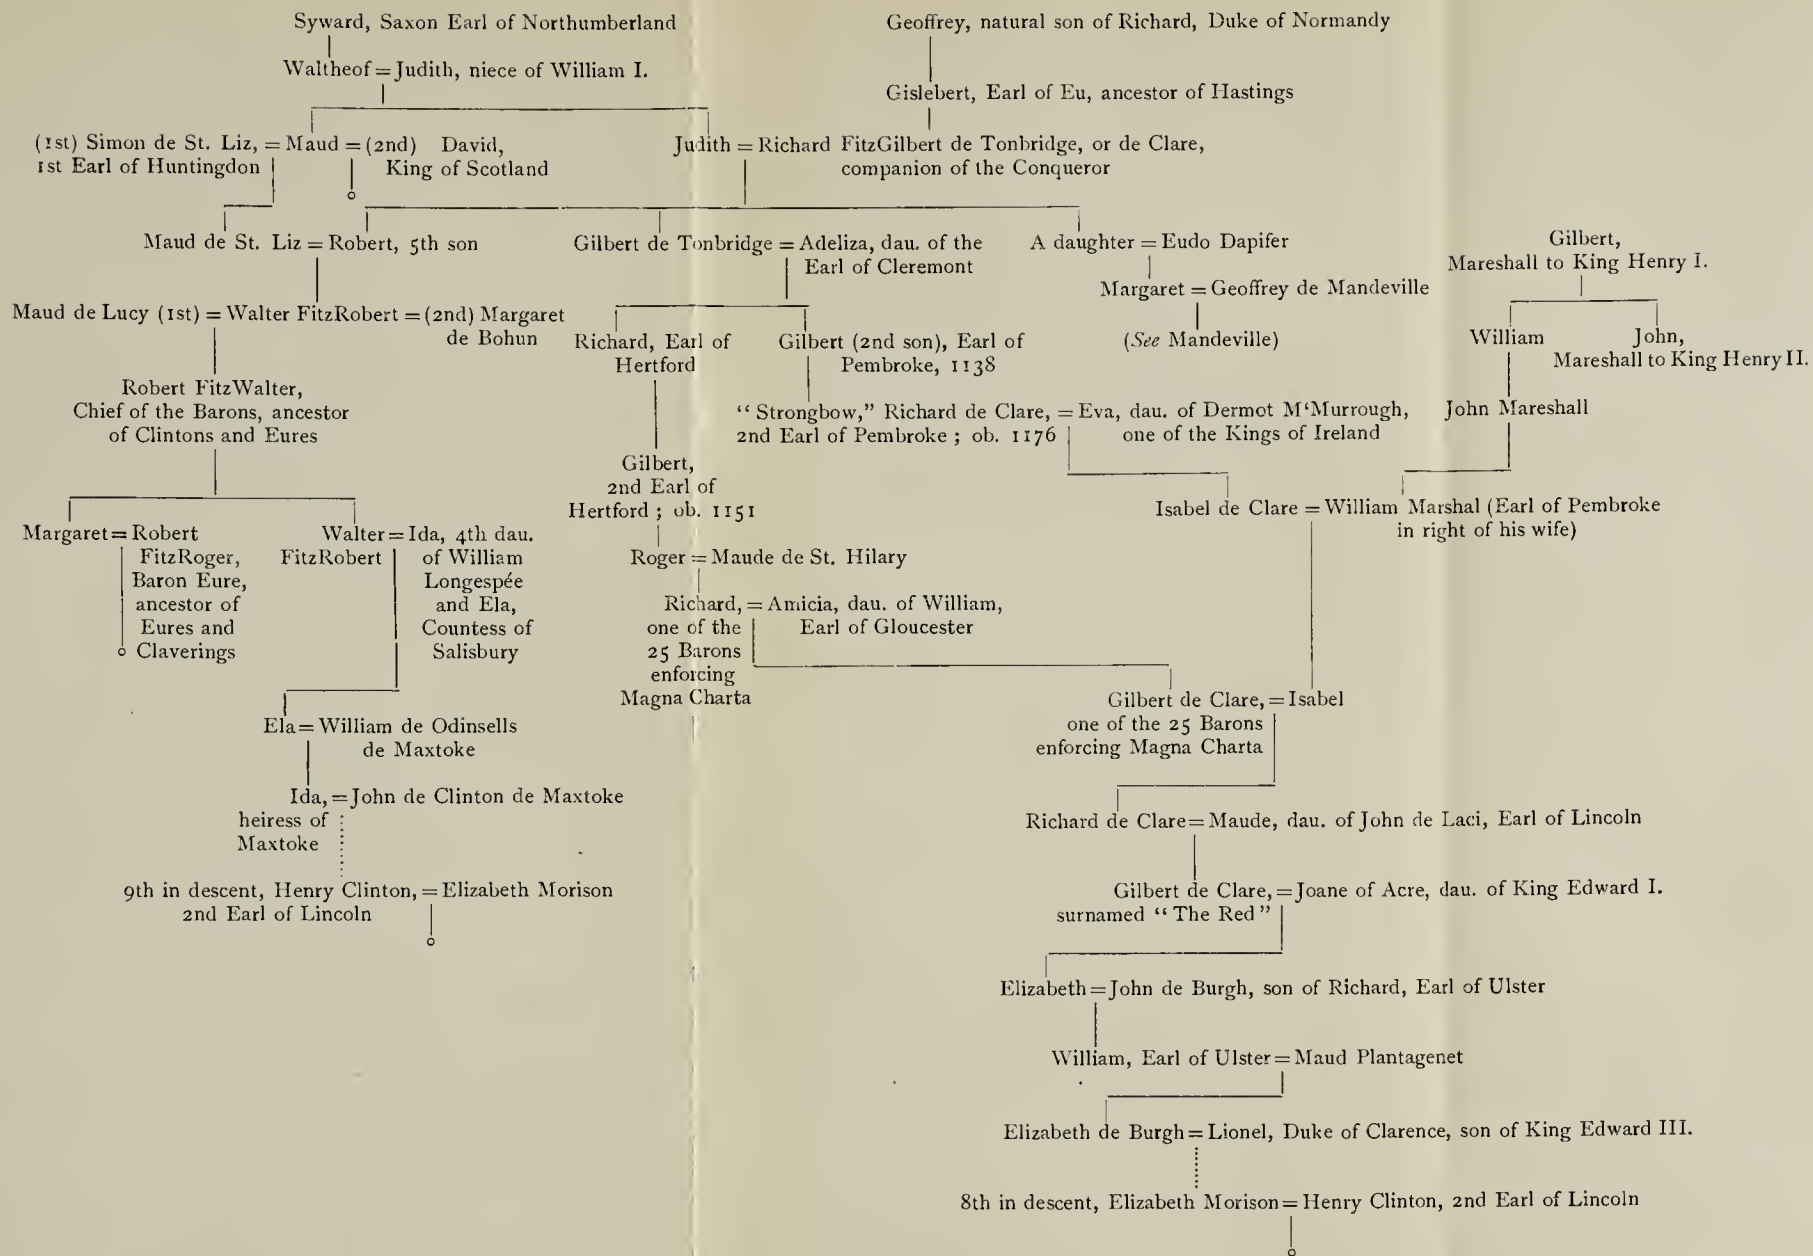 Syward, Saxon Earl of Northumberland
Geoffrey, natural son of Richard, Duke of Normandy
Waltheof = Judith, niece of William I.
Gislebert, Earl of Eu, ancestor of Hastings
(1st) Simon de St. Liz, = Maud = (2nd) David,
1st Earl of Huntingdon
King of Scotland
Judith = Richard FitzGilbert de Tonbridge, or de Clare,
companion of the Conqueror
Maud de St. Liz = Robert, 5th son
Gilbert de Tonbridge = Adeliza, dau. of the
Earl of Cleremont
A daughter = Eudo Dapifer
Gilbert,
Mareshall to King Henry I.
Margaret = Geoffrey de Mandeville
(See Mandeville)
Maud de Lucy (1st) = Walter FitzRobert = (2nd) Margaret
de Bohun
Richard, Earl of
Hertford
Gilbert (2nd son), Earl of
Pembroke, 1138
William
John,
Mareshall to King Henry II.
Robert FitzWalter,
Chief of the Barons, ancestor
of Clintons and Eures
"Strongbow," Richard de Clare, = Eva, dau. of Dermot M‘Murrough,
2nd Earl of Pembroke ; ob. 1176
one of the Kings of Ireland
John Mareshall
Gilbert,
2nd Earl of
Hertford ; ob. 1151
Isabel de Clare = William Marshal (Earl of Pembroke
in right of his wife)
Margaret = Robert
FitzRoger,
Baron Eure,
ancestor of
Eures and
Claverings
Walter = Ida, 4th dau.
FitzRobert
of William
Longespée
and Ela,
Countess of
Salisbury
Roger = Maude de St. Hilary
Richard, = Amicia, dau. of William,
one of the
Earl of Gloucester
25 Barons
enforcing
Magna Charta
Gilbert de Clare, = Isabel
one of the 25 Barons
enforcing Magna Charta
Ela = William de Odinsells
de Maxtoke
Ida, = John de Clinton de Maxtoke
heiress of
Maxtoke
Richard de Clare = Maude, dau. of John de Laci, Earl of Lincoln
9th in descent, Henry Clinton, = Elizabeth Morison
2nd Earl of Lincoln
Gilbert de Clare, = Joane of Acre, dau. of King Edward I.
surnamed "The Red"
Elizabeth = John de Burgh, son of Richard, Earl of Ulster
William, Earl of Ulster = Maud Plantagenet
Elizabeth de Burgh = Lionel, Duke of Clarence, son of King Edward III.
8th in descent, Elizabeth Morison = Henry Clinton, 2nd Earl of Lincoln